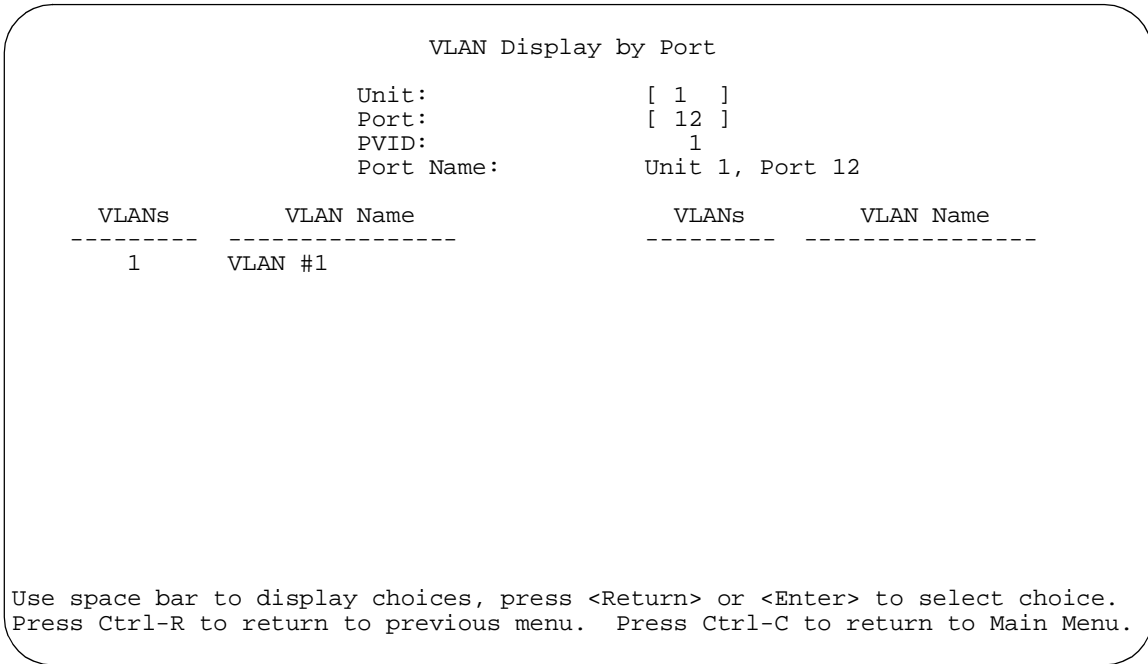 VLAN Display by Port
Unit: [ 1 ]
Port: [ 12 ]
PVID: 1
Port Name: Unit 1, Port 12
VLANs VLAN Name VLANs VLAN Name
--------- ---------------- --------- ----------------
1 VLAN #1
Use space bar to display choices, press <Return> or <Enter> to select choice.
Press Ctrl-R to return to previous menu. Press Ctrl-C to return to Main Menu.